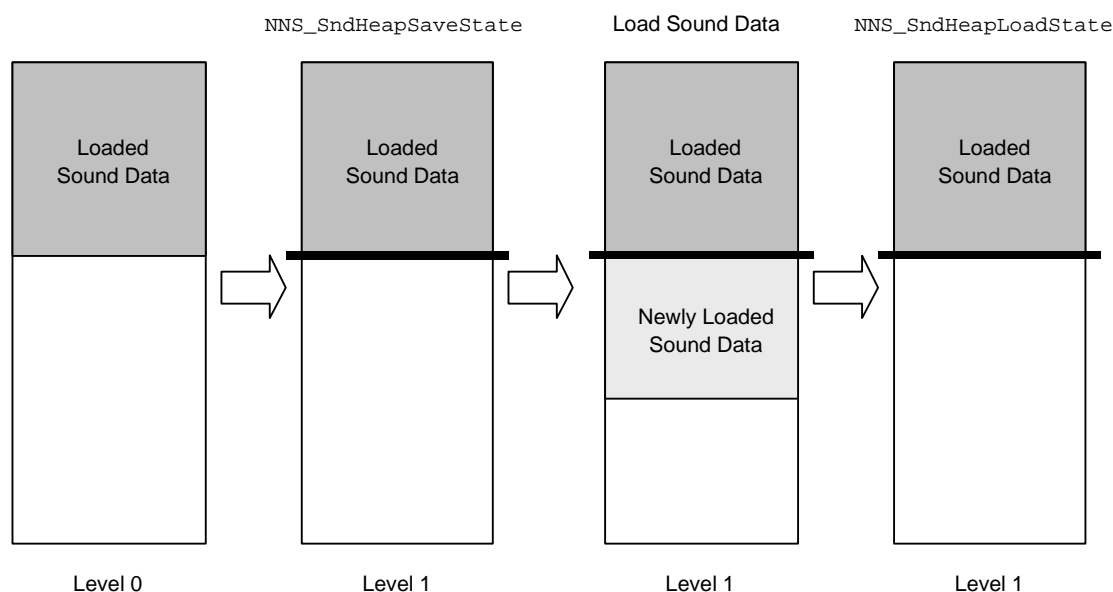 NNS_SndHeapSaveState
Load Sound Data
NNS_SndHeapLoadState
Loaded
Sound Data
Loaded
Sound Data
Loaded
Sound Data
Loaded
Sound Data
Newly Loaded
Sound Data
Level 0
Level 1
Level 1
Level 1